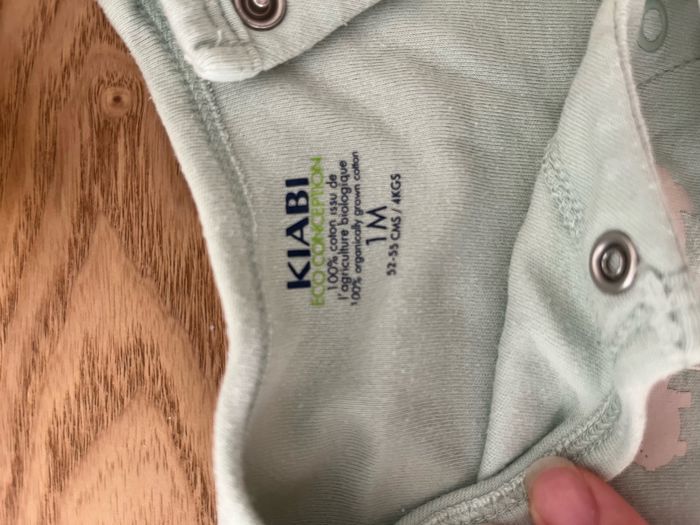 KIABI
ECO CONCEPTION
100% coton issu de
l'agriculture biologique
100% organically grown cotton
1M
52-55 CMS / 4KGS